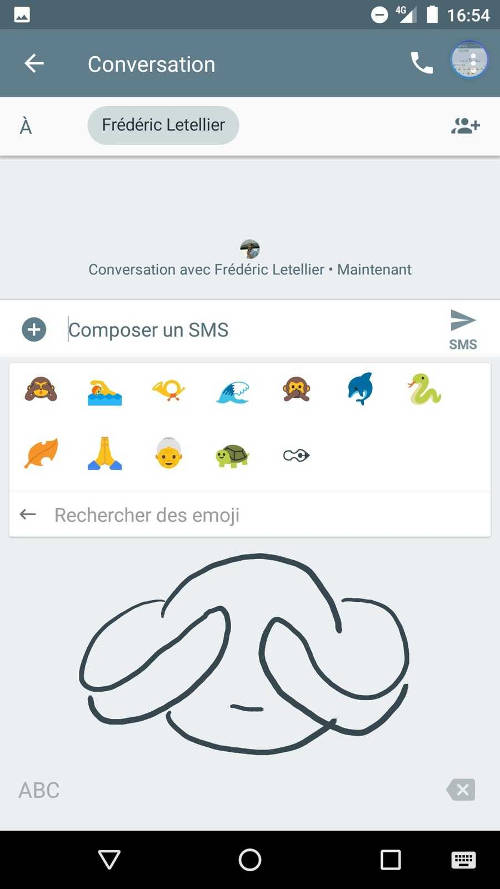 4G 16:54
Conversation
À Frédéric Letellier
Conversation avec Frédéric Letellier • Maintenant
Composer un SMS
SMS
Rechercher des emoji
ABC